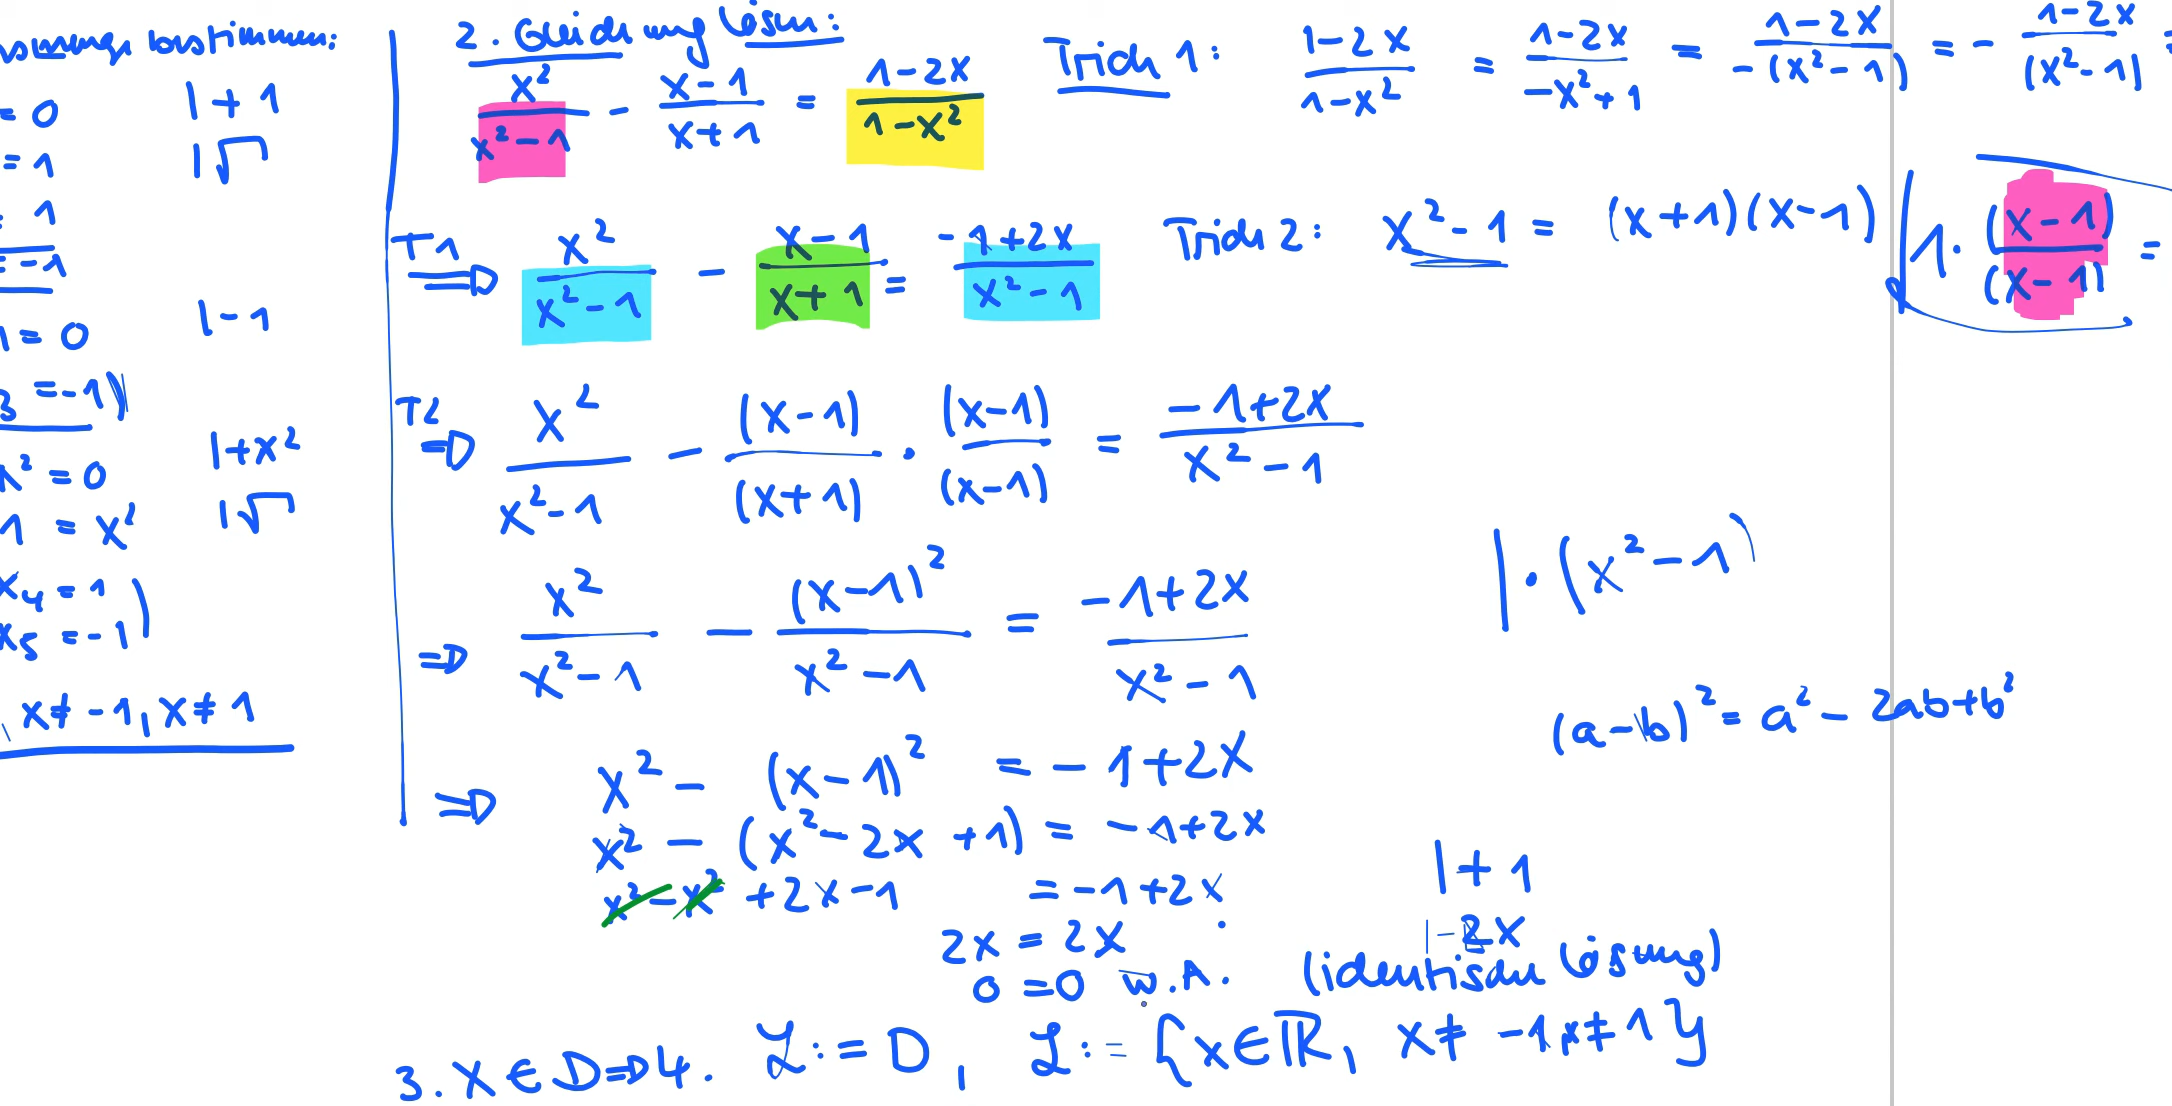 bestimmen:
= 0 | + 1
= 1 | √
1
-1
1 = 0 | - 1
3 = -1)
x² = 0 | + x²
1 = x² | √
x₄ = 1
x₅ = -1)
x ≠ -1, x ≠ 1
2. Gleichung lösen:
x²/(x² - 1) - (x - 1)/(x + 1) = (1 - 2x)/(1 - x²)
Trick 1: (1 - 2x)/(1 - x²) = (1 - 2x)/(-x² + 1) = (1 - 2x)/(-(x² - 1)) = - (1 - 2x)/(x² - 1)
T1 ⇒ x²/(x² - 1) - (x - 1)/(x + 1) = (-1 + 2x)/(x² - 1)
Trick 2: x² - 1 = (x + 1)(x - 1) | 1 · (x - 1)/(x - 1) =
T2 ⇒ x²/(x² - 1) - (x - 1)/(x + 1) · (x - 1)/(x - 1) = (-1 + 2x)/(x² - 1)
⇒ x²/(x² - 1) - (x - 1)²/(x² - 1) = (-1 + 2x)/(x² - 1) | · (x² - 1)
(a - b)² = a² - 2ab + b²
⇒ x² - (x - 1)² = -1 + 2x
x² - (x² - 2x + 1) = -1 + 2x
x² - x² + 2x - 1 = -1 + 2x | + 1
2x = 2x | - 2x
0 = 0 w.A. (identische Lösung)
3. x ∈ D ⇒ 4. L := D, L := {x ∈ ℝ, x ≠ -1, x ≠ 1}